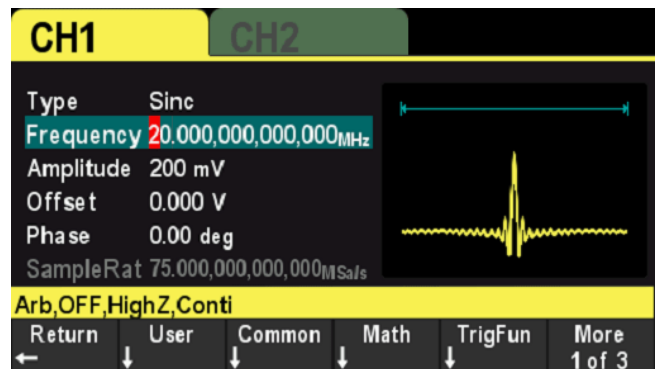 CH1 CH2
Type Sinc
Frequency 20.000,000,000,000MHz
Amplitude 200 mV
Offset 0.000 V
Phase 0.00 deg
SampleRat 75.000,000,000,000MSa/s
Arb,OFF,HighZ,Conti
Return User Common Math TrigFun More
1 of 3